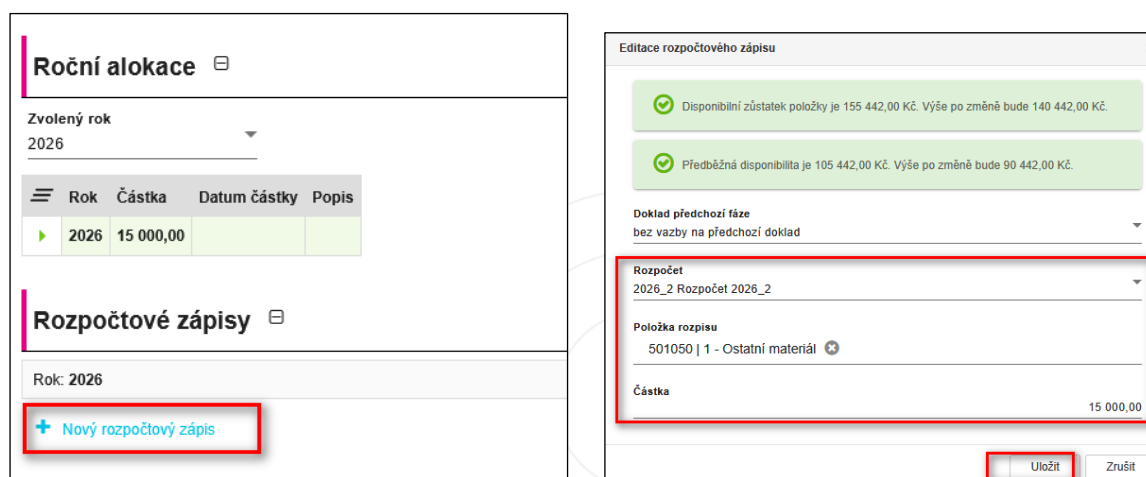 Roční alokace
Zvolený rok
2026
Rok Částka Datum částky Popis
2026 15 000,00
Rozpočtové zápisy
Rok: 2026
Nový rozpočtový zápis
Editace rozpočtového zápisu
Disponibilní zůstatek položky je 155 442,00 Kč. Výše po změně bude 140 442,00 Kč.
Předběžná disponibilita je 105 442,00 Kč. Výše po změně bude 90 442,00 Kč.
Doklad předchozí fáze
bez vazby na předchozí doklad
Rozpočet
2026_2 Rozpočet 2026_2
Položka rozpisu
501050 | 1 - Ostatní materiál
Částka
15 000,00
Uložit Zrušit